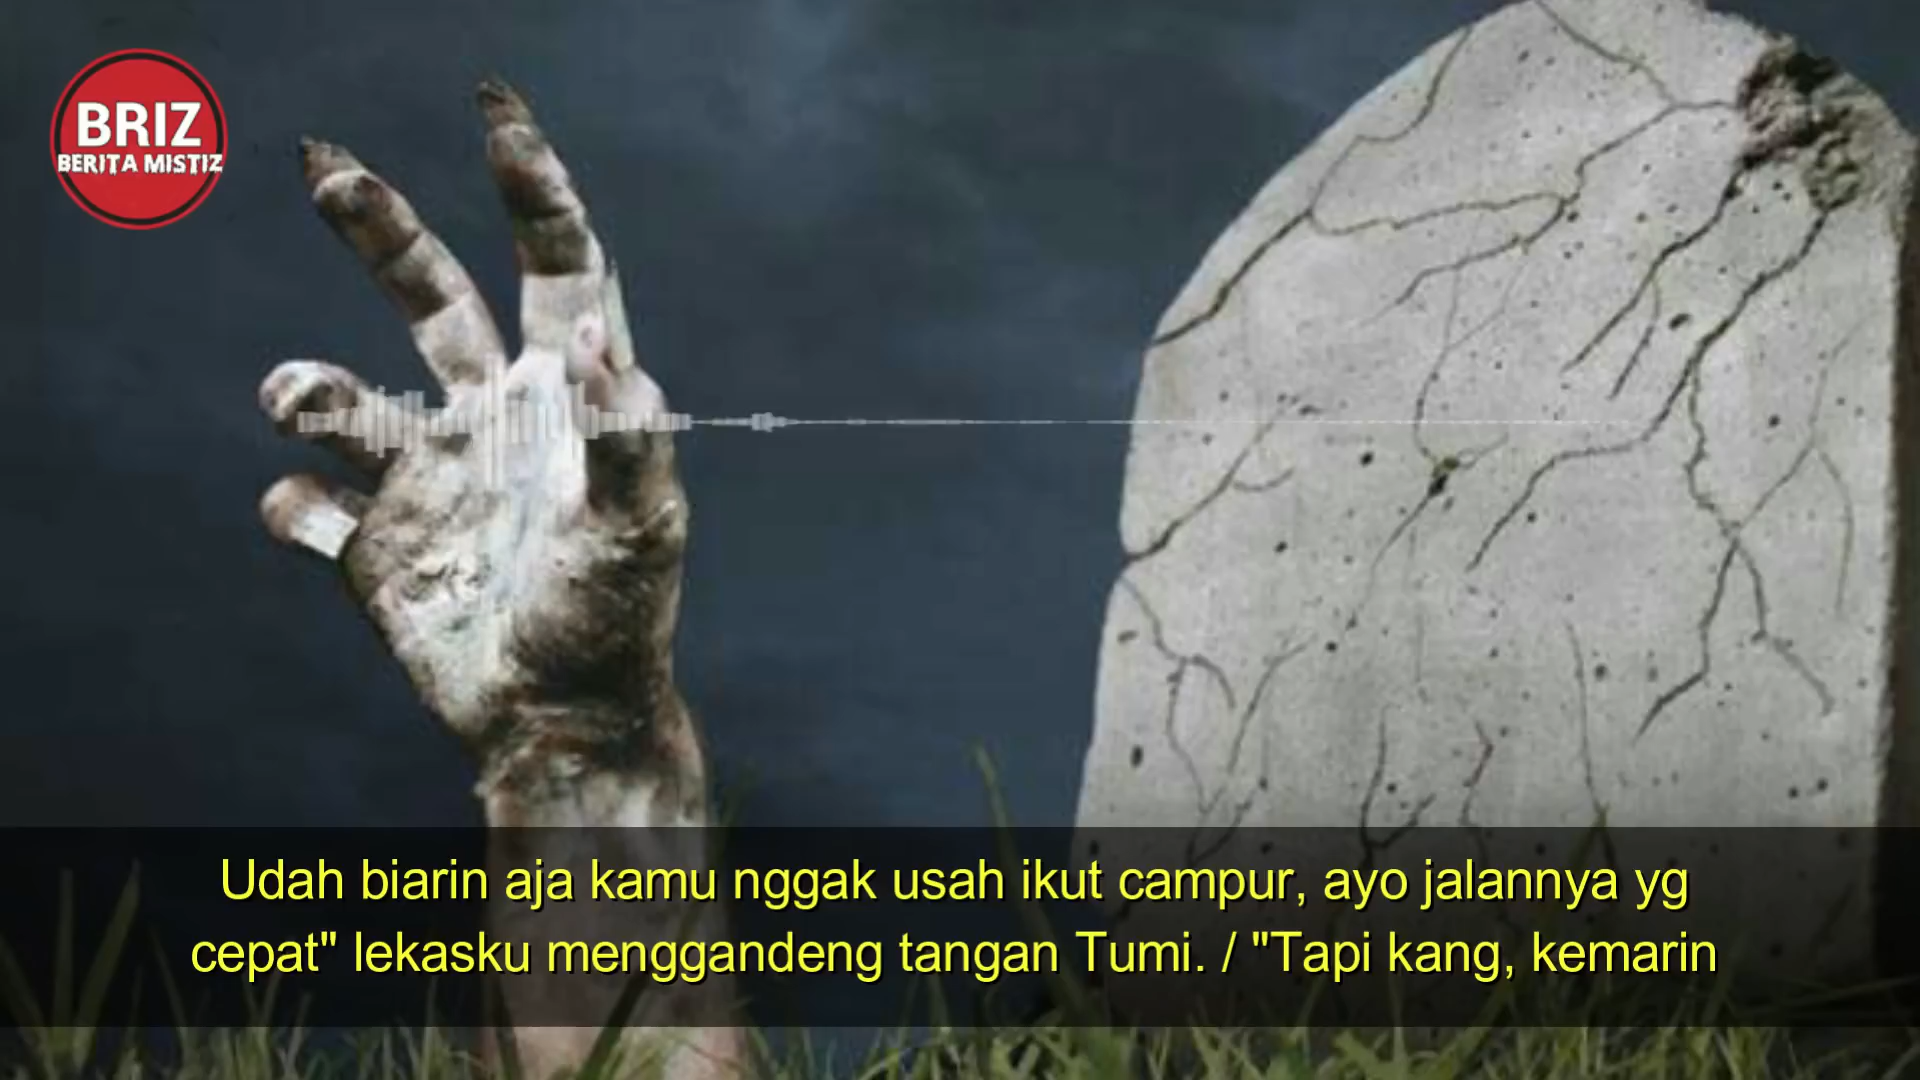 BRIZ
BERITA MISTIZ
Udah biarin aja kamu nggak usah ikut campur, ayo jalannya yg
cepat" lekasku menggandeng tangan Tumi. / "Tapi kang, kemarin